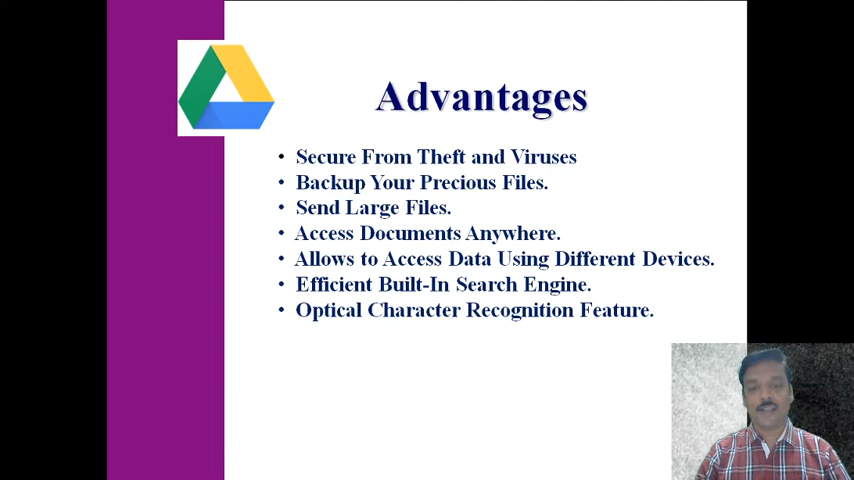 Advantages
• Secure From Theft and Viruses
• Backup Your Precious Files.
• Send Large Files.
• Access Documents Anywhere.
• Allows to Access Data Using Different Devices.
• Efficient Built-In Search Engine.
• Optical Character Recognition Feature.